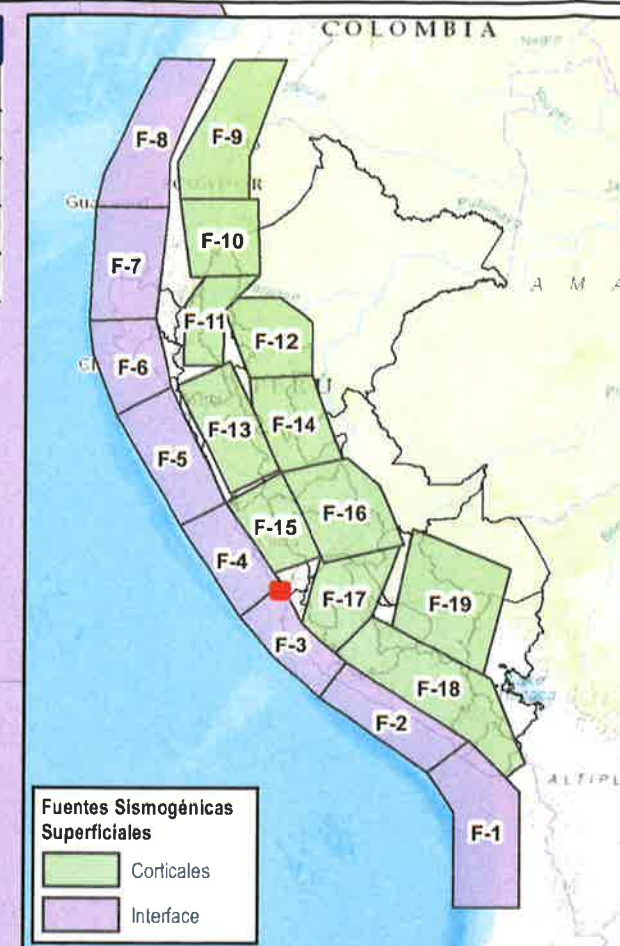 COLOMBIA
F-8
F-9
F-10
F-7
F-11
F-12
F-6
F-13
F-14
F-5
F-15
F-16
F-4
F-17
F-19
F-3
F-18
F-2
ALTIPL
F-1
Fuentes Sismogénicas
Superficiales
Corticales
Interface